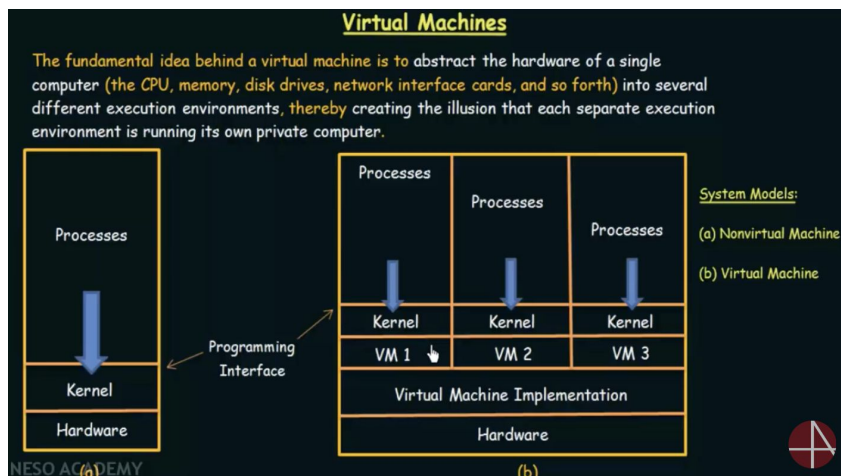 Virtual Machines
The fundamental idea behind a virtual machine is to abstract the hardware of a single
computer (the CPU, memory, disk drives, network interface cards, and so forth) into several
different execution environments, thereby creating the illusion that each separate execution
environment is running its own private computer.
Processes
Kernel
Hardware
(a)
Programming
Interface
Processes
Processes
Processes
Kernel
Kernel
Kernel
VM 1
VM 2
VM 3
Virtual Machine Implementation
Hardware
(b)
System Models:
(a) Nonvirtual Machine
(b) Virtual Machine
NESO ACADEMY